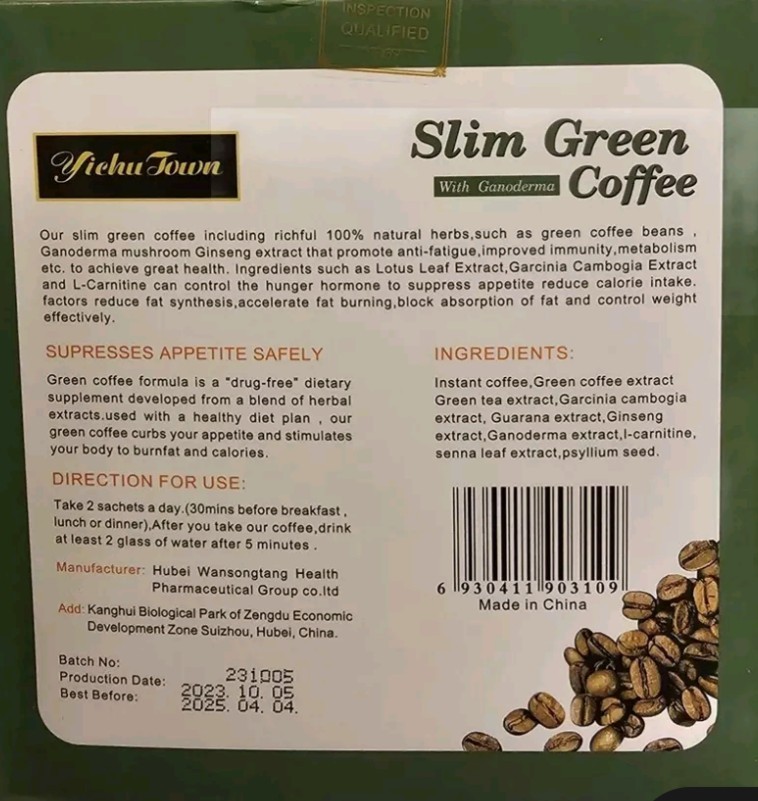 INSPECTION
QUALIFIED
Yichu Town
Slim Green
With Ganoderma Coffee
Our slim green coffee including richful 100% natural herbs,such as green coffee beans ,
Ganoderma mushroom Ginseng extract that promote anti-fatigue,improved immunity,metabolism
etc. to achieve great health. Ingredients such as Lotus Leaf Extract,Garcinia Cambogia Extract
and L-Carnitine can control the hunger hormone to suppress appetite reduce calorie intake.
factors reduce fat synthesis,accelerate fat burning,block absorption of fat and control weight
effectively.
SUPRESSES APPETITE SAFELY
Green coffee formula is a "drug-free" dietary
supplement developed from a blend of herbal
extracts.used with a healthy diet plan , our
green coffee curbs your appetite and stimulates
your body to burnfat and calories.
DIRECTION FOR USE:
Take 2 sachets a day.(30mins before breakfast ,
lunch or dinner),After you take our coffee,drink
at least 2 glass of water after 5 minutes .
Manufacturer: Hubei Wansongtang Health
Pharmaceutical Group co.ltd
Add: Kanghui Biological Park of Zengdu Economic
Development Zone Suizhou, Hubei, China.
Batch No: 231005
Production Date: 2023. 10. 05
Best Before: 2025. 04. 04.
INGREDIENTS:
Instant coffee,Green coffee extract
Green tea extract,Garcinia cambogia
extract, Guarana extract,Ginseng
extract,Ganoderma extract,l-carnitine,
senna leaf extract,psyllium seed.
6 930411 903109
Made in China